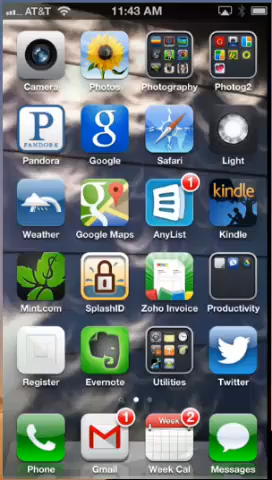 AT&T 11:43 AM
Camera Photos Photography Photog2
PANDORA
Pandora Google Safari Light
1
kindle
Weather Google Maps AnyList Kindle
Mint.com SplashID Zoho Invoice Productivity
Register Evernote Utilities Twitter
1 Week 2
Phone Gmail Week Cal Messages